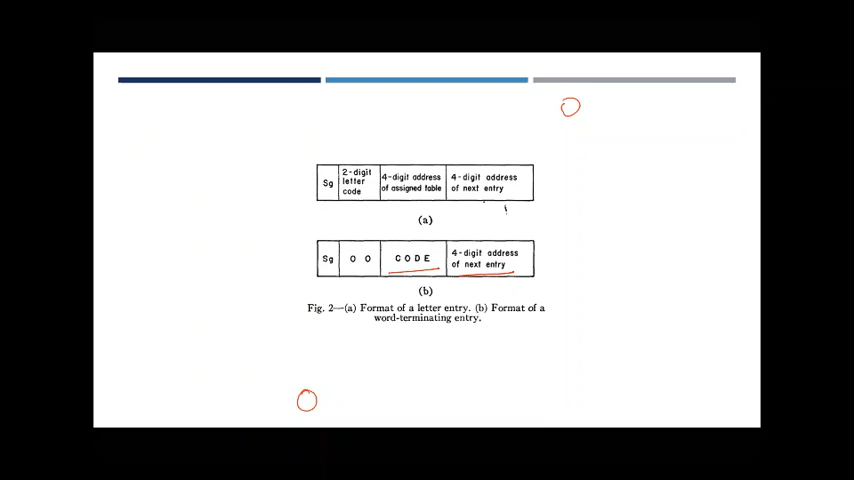 Sg
2-digit
letter
code
4-digit address
of assigned table
4-digit address
of next entry
(a)
Sg
0 0
CODE
4-digit address
of next entry
(b)
Fig. 2—(a) Format of a letter entry. (b) Format of a
word-terminating entry.